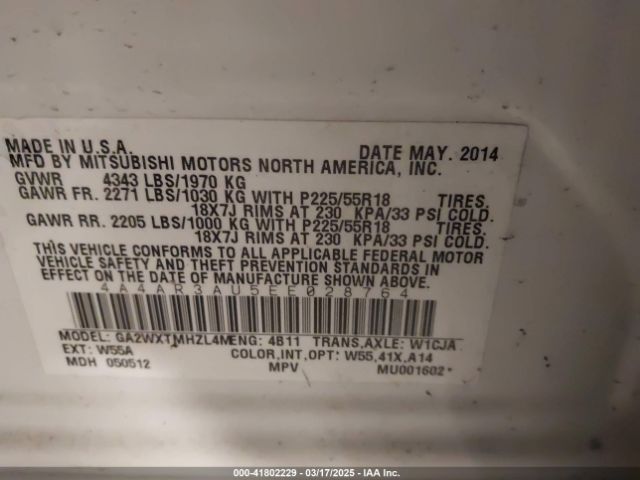 MADE IN U.S.A. DATE MAY. 2014
MFD BY MITSUBISHI MOTORS NORTH AMERICA, INC.
GVWR 4343 LBS/1970 KG
GAWR FR. 2271 LBS/1030 KG WITH P225/55R18 TIRES.
18X7J RIMS AT 230 KPA/33 PSI COLD.
GAWR RR. 2205 LBS/1000 KG WITH P225/55R18 TIRES.
18X7J RIMS AT 230 KPA/33 PSI COLD.
THIS VEHICLE CONFORMS TO ALL APPLICABLE FEDERAL MOTOR
VEHICLE SAFETY AND THEFT PREVENTION STANDARDS IN
EFFECT ON THE DATE OF MANUFACTURE SHOWN ABOVE.
4A4AR3AU5EE028764
MODEL: GA2WXTMHZL4M ENG: 4B11 TRANS,AXLE: W1CJA
EXT: W55A COLOR,INT,OPT: W55,41X,A14
MDH 050512 MPV MU001602*
000-41802229 - 03/17/2025 - IAA Inc.